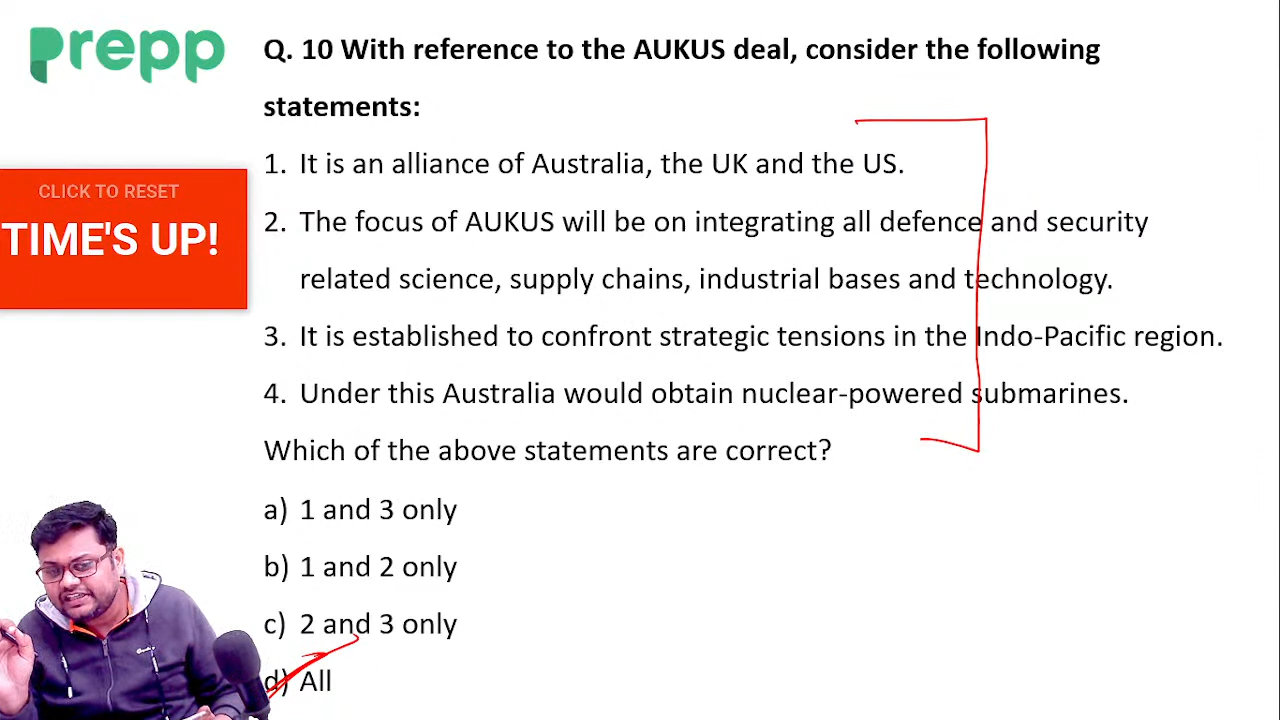 prepp
Q. 10 With reference to the AUKUS deal, consider the following
statements:
CLICK TO RESET
TIME'S UP!
1. It is an alliance of Australia, the UK and the US.
2. The focus of AUKUS will be on integrating all defence and security
related science, supply chains, industrial bases and technology.
3. It is established to confront strategic tensions in the Indo-Pacific region.
4. Under this Australia would obtain nuclear-powered submarines.
Which of the above statements are correct?
a) 1 and 3 only
b) 1 and 2 only
c) 2 and 3 only
d) All